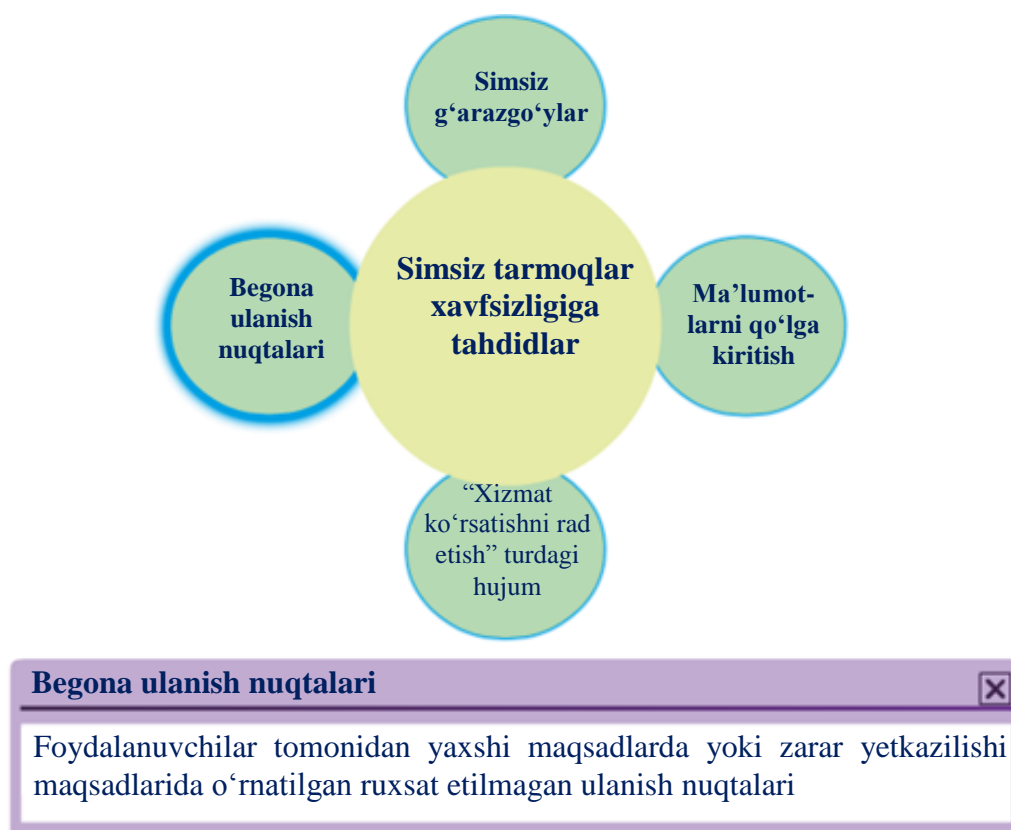 Simsiz
g‘arazgo‘ylar
Begona
ulanish
nuqtalari
Simsiz tarmoqlar
xavfsizligiga
tahdidlar
Ma’lumot-
larni qo‘lga
kiritish
“Xizmat
ko‘rsatishni rad
etish” turdagi
hujum
Begona ulanish nuqtalari
Foydalanuvchilar tomonidan yaxshi maqsadlarda yoki zarar yetkazilishi
maqsadlarida o‘rnatilgan ruxsat etilmagan ulanish nuqtalari